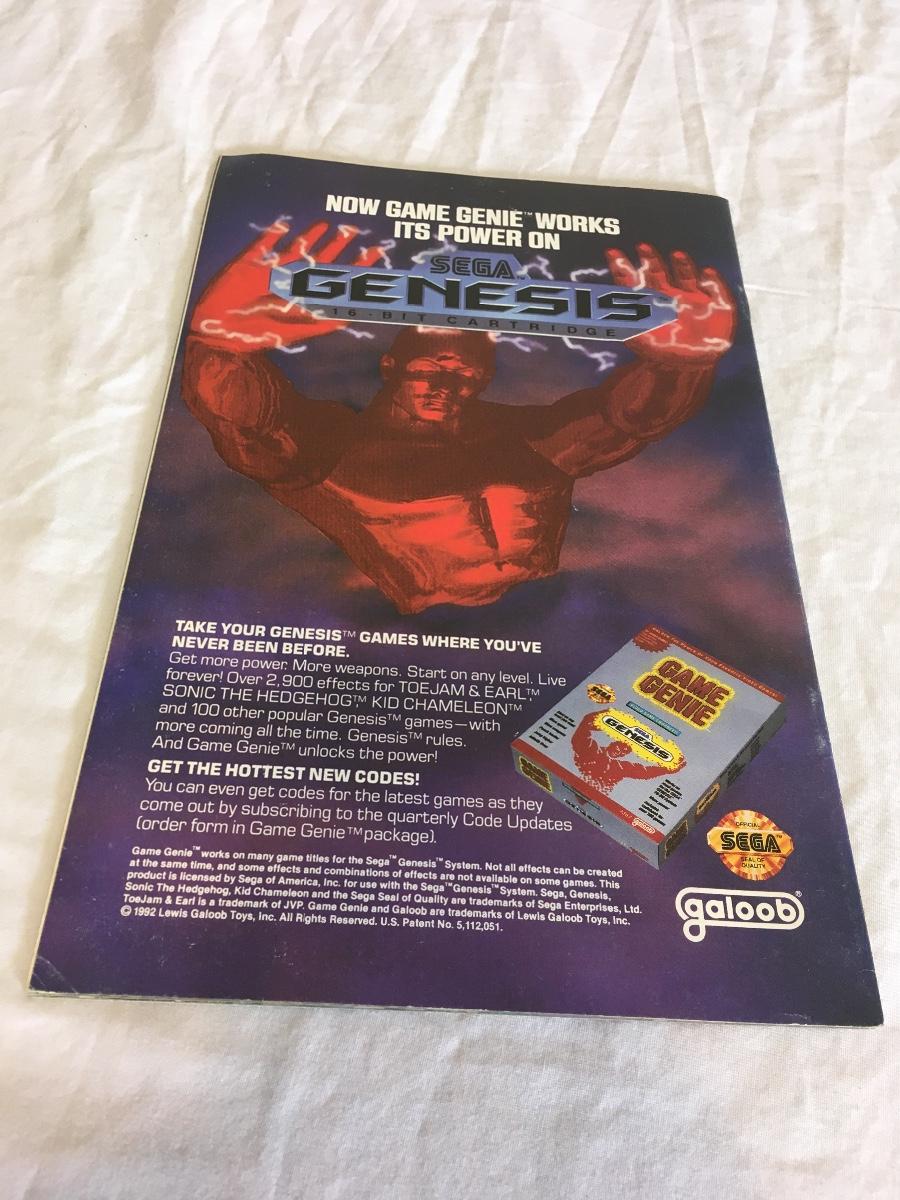 NOW GAME GENIE™ WORKS
ITS POWER ON
SEGA™
GENESIS
16-BIT CARTRIDGE
TAKE YOUR GENESIS™ GAMES WHERE YOU'VE
NEVER BEEN BEFORE.
Get more power. More weapons. Start on any level. Live
forever! Over 2,900 effects for TOEJAM & EARL™
SONIC THE HEDGEHOG™ KID CHAMELEON™
and 100 other popular Genesis™ games—with
more coming all the time. Genesis™ rules.
And Game Genie™ unlocks the power!
GET THE HOTTEST NEW CODES!
You can even get codes for the latest games as they
come out by subscribing to the quarterly Code Updates
(order form in Game Genie™ package).
Game Genie™ works on many game titles for the Sega™ Genesis™ System. Not all effects can be created
at the same time, and some effects and combinations of effects are not available on some games. This
product is licensed by Sega of America, Inc. for use with the Sega™ Genesis™ System. Sega, Genesis,
Sonic The Hedgehog, Kid Chameleon and the Sega Seal of Quality are trademarks of Sega Enterprises, Ltd.
ToeJam & Earl is a trademark of JVP. Game Genie and Galoob are trademarks of Lewis Galoob Toys, Inc.
© 1992 Lewis Galoob Toys, Inc. All Rights Reserved. U.S. Patent No. 5,112,051.
GAME
GENIE
GENESIS
GAME
GENIE
galoob
OFFICIAL
SEGA
SEAL OF
QUALITY
galoob®